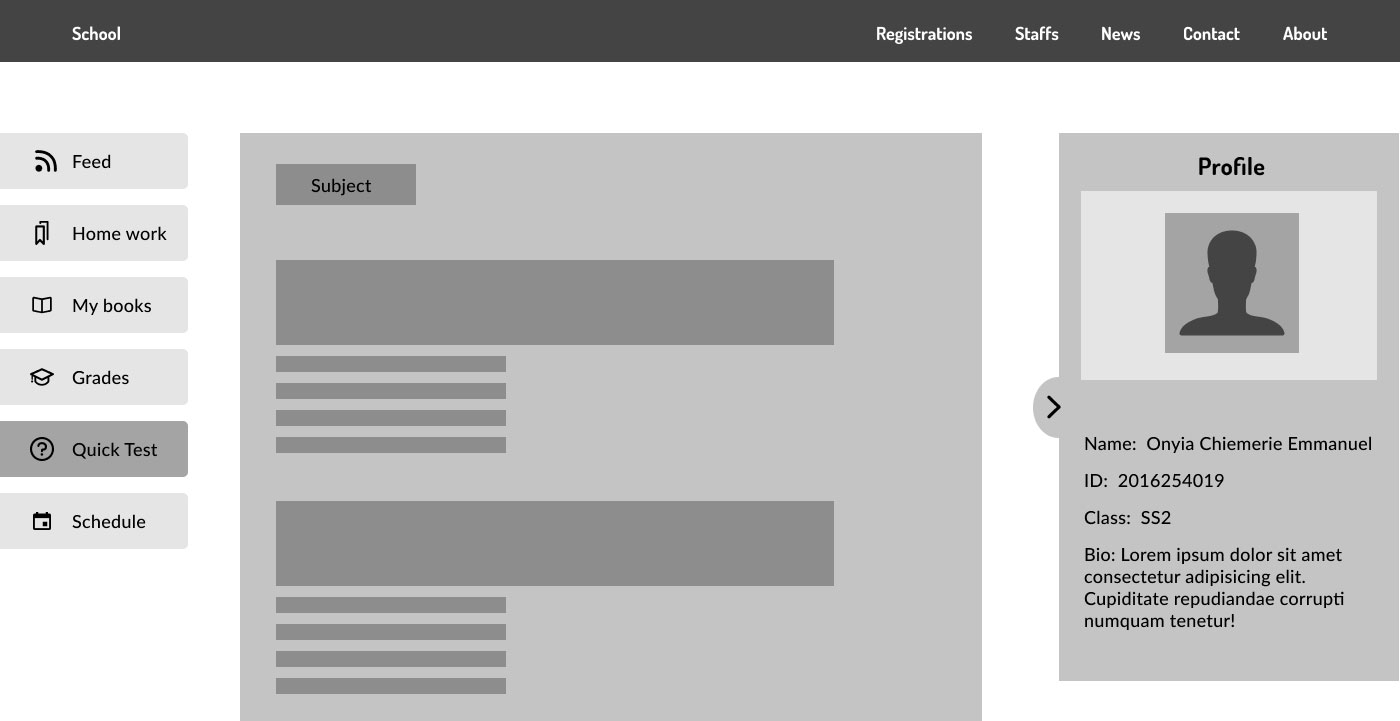 School
Registrations
Staffs
News
Contact
About
Feed
Home work
My books
Grades
Quick Test
Schedule
Subject
Profile
Name: Onyia Chiemerie Emmanuel
ID: 2016254019
Class: SS2
Bio: Lorem ipsum dolor sit amet
consectetur adipisicing elit.
Cupiditate repudiandae corrupti
numquam tenetur!